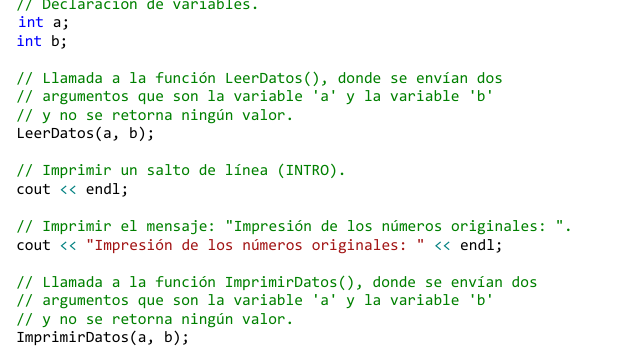 // Declaración de variables.
int a;
int b;
// Llamada a la función LeerDatos(), donde se envían dos
// argumentos que son la variable 'a' y la variable 'b'
// y no se retorna ningún valor.
LeerDatos(a, b);
// Imprimir un salto de línea (INTRO).
cout << endl;
// Imprimir el mensaje: "Impresión de los números originales: ".
cout << "Impresión de los números originales: " << endl;
// Llamada a la función ImprimirDatos(), donde se envían dos
// argumentos que son la variable 'a' y la variable 'b'
// y no se retorna ningún valor.
ImprimirDatos(a, b);